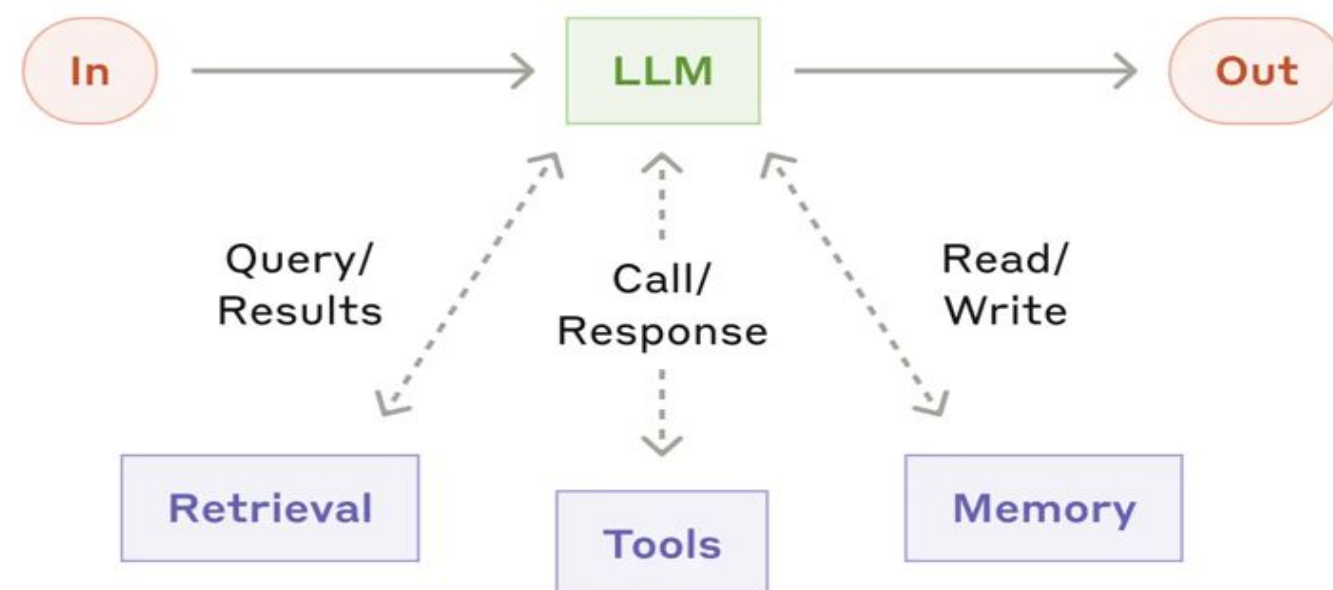 In
LLM
Out
Query/
Results
Call/
Response
Read/
Write
Retrieval
Tools
Memory